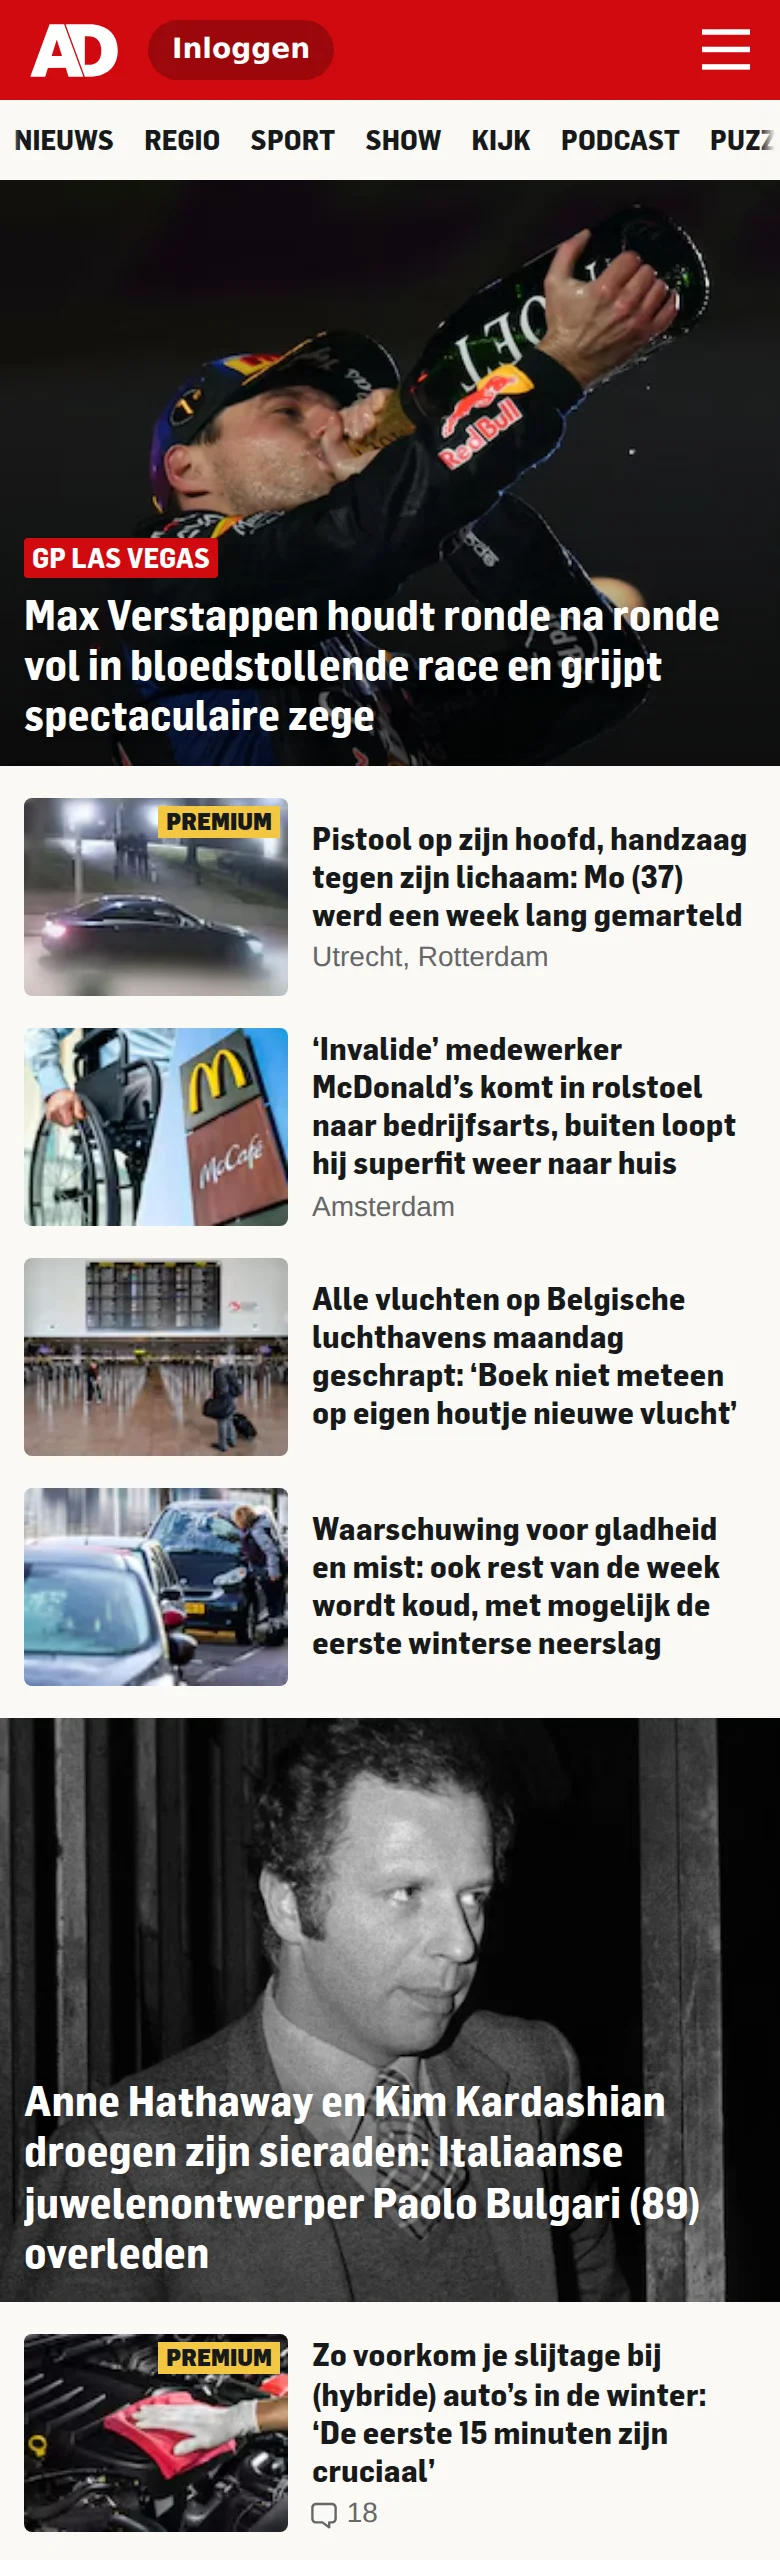 AD
Inloggen
NIEUWS REGIO SPORT SHOW KIJK PODCAST PUZZ
Red Bull
GP LAS VEGAS
Max Verstappen houdt ronde na ronde
vol in bloedstollende race en grijpt
spectaculaire zege
PREMIUM
Pistool op zijn hoofd, handzaag
tegen zijn lichaam: Mo (37)
werd een week lang gemarteld
Utrecht, Rotterdam
McCafé
‘Invalide’ medewerker
McDonald’s komt in rolstoel
naar bedrijfsarts, buiten loopt
hij superfit weer naar huis
Amsterdam
Alle vluchten op Belgische
luchthavens maandag
geschrapt: ‘Boek niet meteen
op eigen houtje nieuwe vlucht’
Waarschuwing voor gladheid
en mist: ook rest van de week
wordt koud, met mogelijk de
eerste winterse neerslag
Anne Hathaway en Kim Kardashian
droegen zijn sieraden: Italiaanse
juwelenontwerper Paolo Bulgari (89)
overleden
PREMIUM
Zo voorkom je slijtage bij
(hybride) auto’s in de winter:
‘De eerste 15 minuten zijn
cruciaal’
18